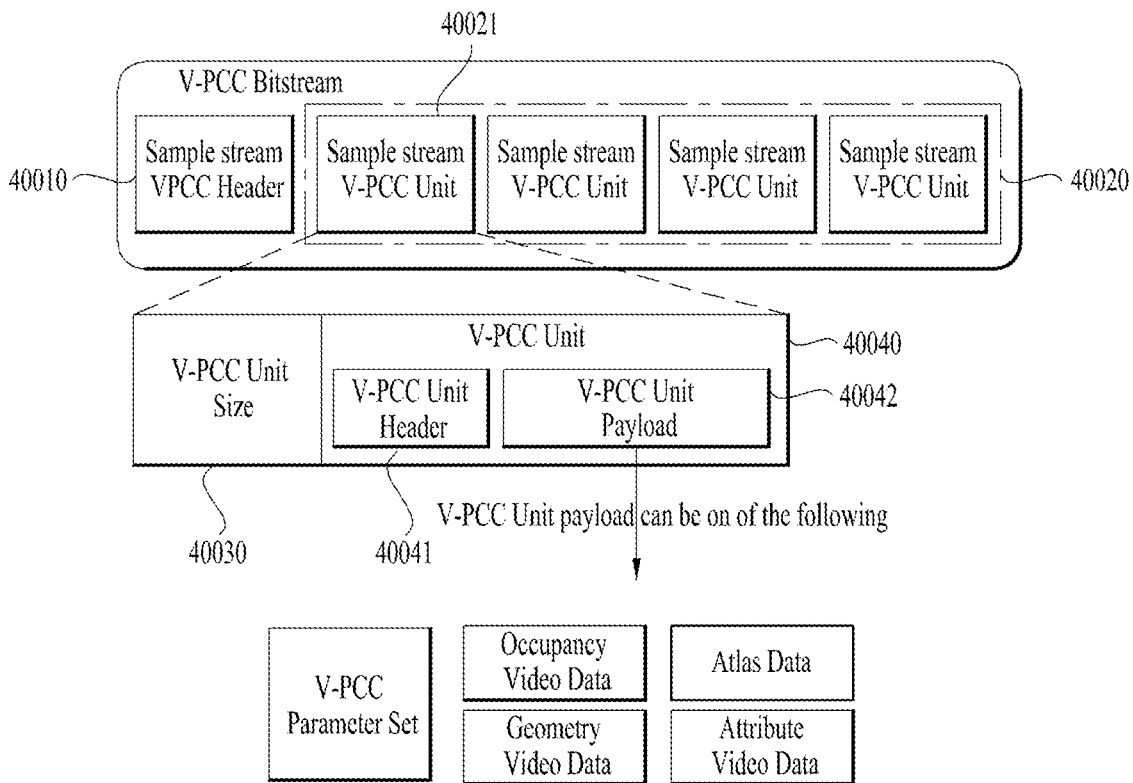 40021
V-PCC Bitstream
Sample stream
VPCC Header
Sample stream
V-PCC Unit
Sample stream
V-PCC Unit
Sample stream
V-PCC Unit
Sample stream
V-PCC Unit
40010
40020
V-PCC Unit
Size
V-PCC Unit
40040
V-PCC Unit
Header
V-PCC Unit
Payload
40042
V-PCC Unit payload can be on of the following
40030
40041
V-PCC
Parameter Set
Occupancy
Video Data
Atlas Data
Geometry
Video Data
Attribute
Video Data